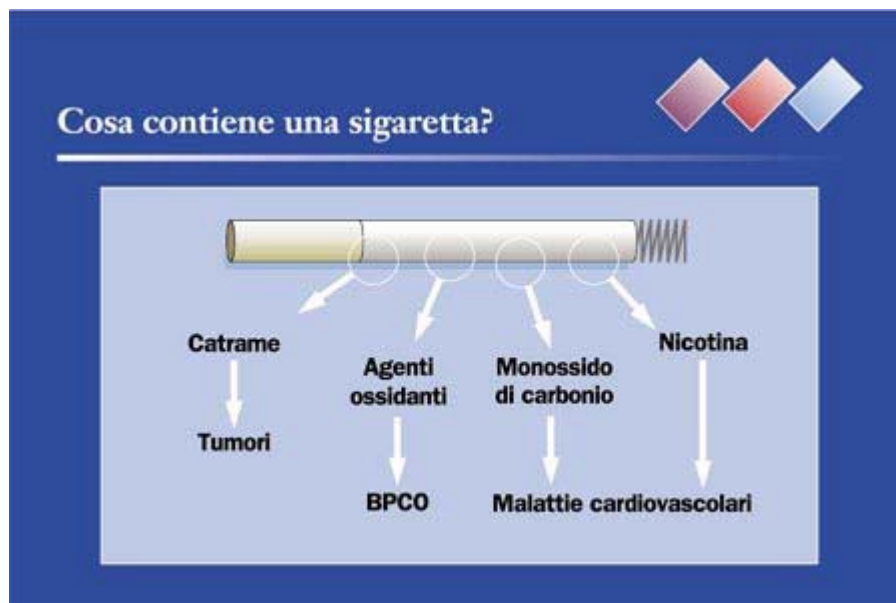 Cosa contiene una sigaretta?
Catrame
Tumori
Agenti
ossidanti
BPCO
Monossido
di carbonio
Nicotina
Malattie cardiovascolari